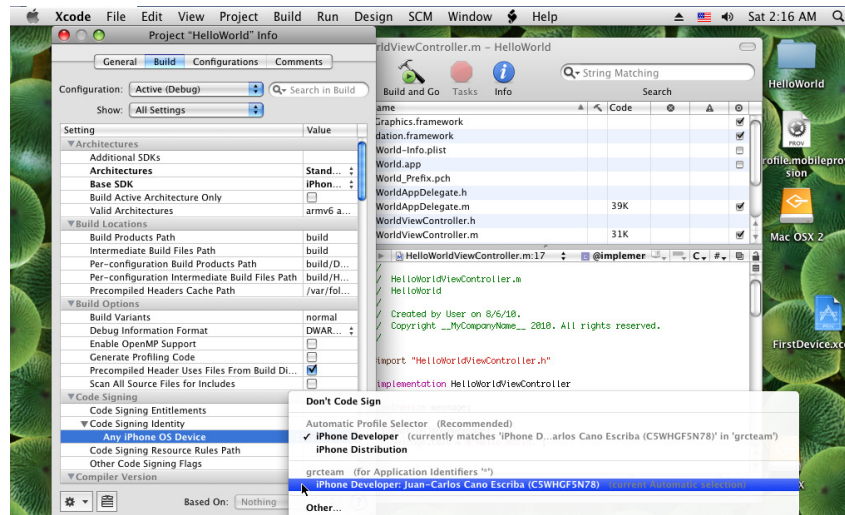 Xcode File Edit View Project Build Run Design SCM Window Help Sat 2:16 AM
Project "HelloWorld" Info
General Build Configurations Comments
Configuration: Active (Debug) Search in Build
Show: All Settings
Setting Value
Architectures
Additional SDKs
Architectures Stand...
Base SDK iPhon...
Build Active Architecture Only
Valid Architectures armv6 a...
Build Locations
Build Products Path build
Intermediate Build Files Path build
Per-configuration Build Products Path build/D...
Per-configuration Intermediate Build Files Path build/H...
Precompiled Headers Cache Path /var/fol...
Build Options
Build Variants normal
Debug Information Format DWAR...
Enable OpenMP Support
Generate Profiling Code
Precompiled Header Uses Files From Build Di...
Scan All Source Files for Includes
Code Signing
Code Signing Entitlements
Code Signing Identity
Any iPhone OS Device
Code Signing Resource Rules Path
Other Code Signing Flags
Compiler Version
Based On: Nothing
rldViewController.m – HelloWorld
String Matching
Build and Go Tasks Info Search
ame Code
Graphics.framework
dation.framework
World-Info.plist
World.app
World_Prefix.pch
WorldAppDelegate.h
WorldAppDelegate.m 39K
WorldViewController.h
WorldViewController.m 31K
HelloWorldViewController.m:17 @implemer C #
/ HelloWorldViewController.m
/ HelloWorld
/ Created by User on 8/6/10.
/ Copyright __MyCompanyName__ 2010. All rights reserved.
import "HelloWorldViewController.h"
implementation HelloWorldViewController
Don't Code Sign
Automatic Profile Selector (Recommended)
✓ iPhone Developer (currently matches 'iPhone D...arlos Cano Escriba (C5WHGF5N78)' in 'grcteam')
iPhone Distribution
grcteam (for Application Identifiers '*')
iPhone Developer: Juan-Carlos Cano Escriba (C5WHGF5N78) (current Automatic selection)
Other...
HelloWorld
PROV
rofile.mobilepro
sion
Mac OSX 2
FirstDevice.xc
X